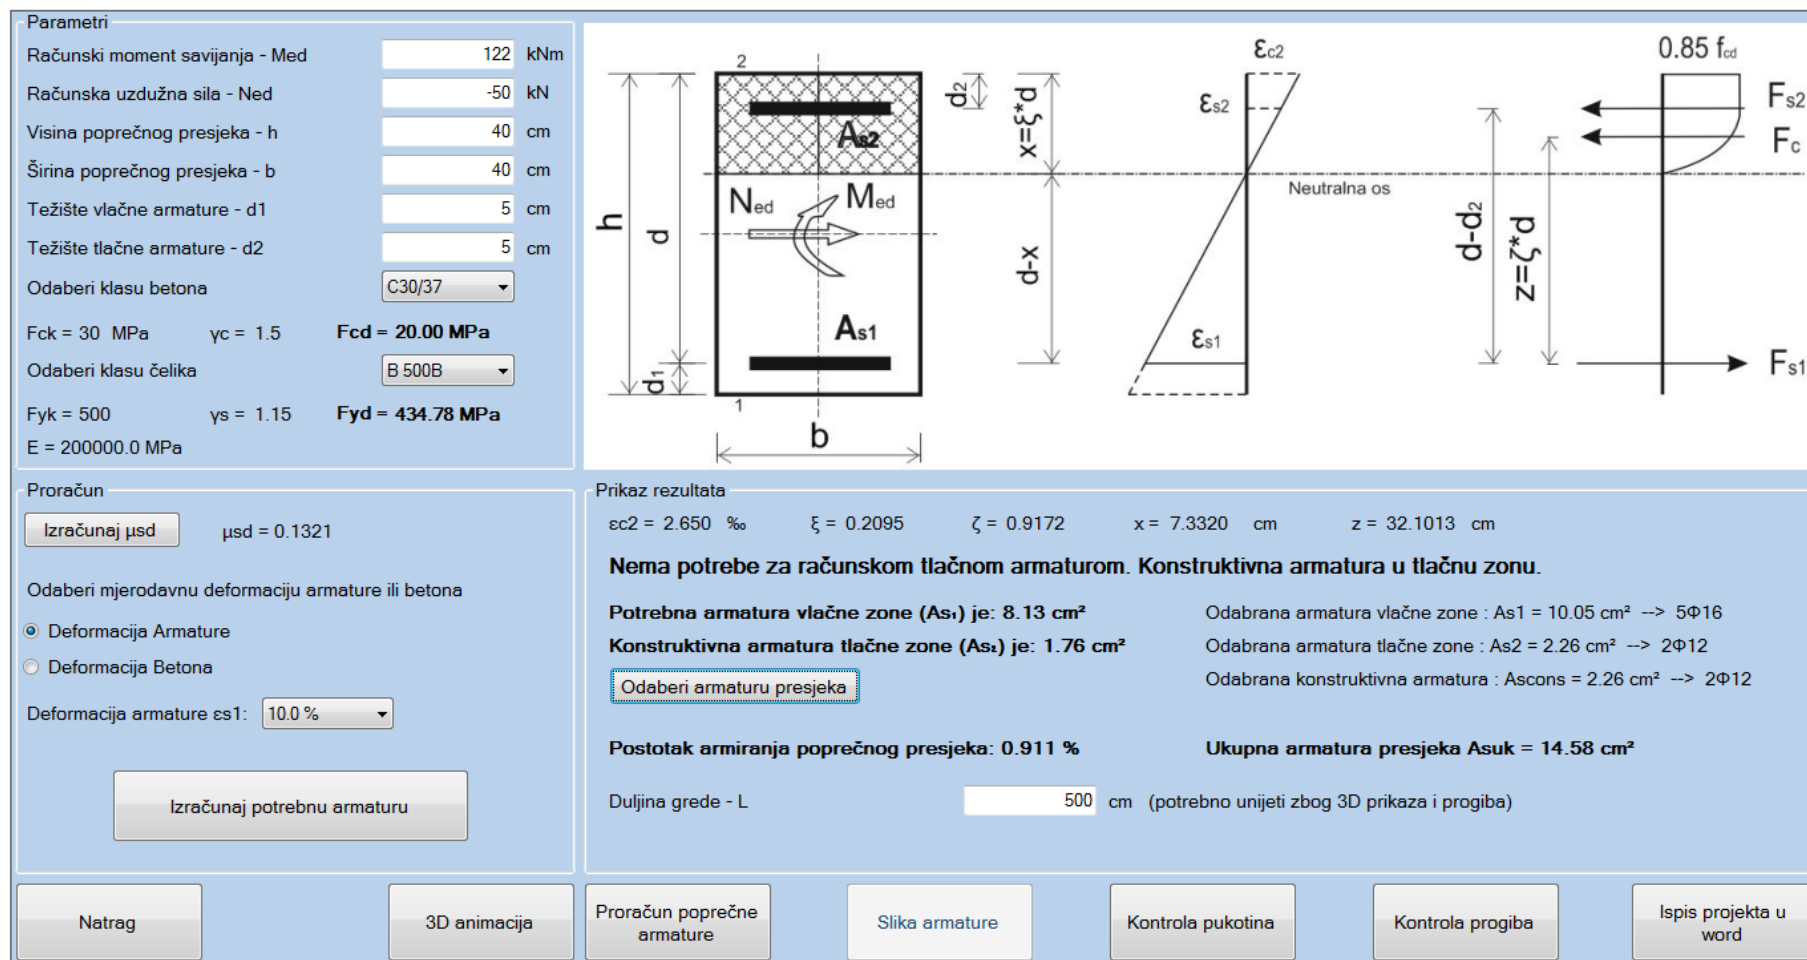 Parametri
Računski moment savijanja - Med 122 kNm
Računska uzdužna sila - Ned -50 kN
Visina poprečnog presjeka - h 40 cm
Širina poprečnog presjeka - b 40 cm
Težište vlačne armature - d1 5 cm
Težište tlačne armature - d2 5 cm
Odaberi klasu betona C30/37
Fck = 30 MPa γc = 1.5 Fcd = 20.00 MPa
Odaberi klasu čelika B 500B
Fyk = 500 γs = 1.15 Fyd = 434.78 MPa
E = 200000.0 MPa
2
As2
Ned Med
As1
1
h
d
d1
b
d2
x=ξ*d
d-x
εc2
εs2
Neutralna os
εs1
0.85 fcd
Fs2
Fc
d-d2
z=ζ*d
Fs1
Proračun
Izračunaj μsd μsd = 0.1321
Odaberi mjerodavnu deformaciju armature ili betona
Deformacija Armature
Deformacija Betona
Deformacija armature εs1: 10.0 %
Izračunaj potrebnu armaturu
Prikaz rezultata
εc2 = 2.650 ‰ ξ = 0.2095 ζ = 0.9172 x = 7.3320 cm z = 32.1013 cm
Nema potrebe za računskom tlačnom armaturom. Konstruktivna armatura u tlačnu zonu.
Potrebna armatura vlačne zone (As₁) je: 8.13 cm² Odabrana armatura vlačne zone : As1 = 10.05 cm² --> 5Φ16
Konstruktivna armatura tlačne zone (As₂) je: 1.76 cm² Odabrana armatura tlačne zone : As2 = 2.26 cm² --> 2Φ12
Odaberi armaturu presjeka Odabrana konstruktivna armatura : Ascons = 2.26 cm² --> 2Φ12
Postotak armiranja poprečnog presjeka: 0.911 % Ukupna armatura presjeka Asuk = 14.58 cm²
Duljina grede - L 500 cm (potrebno unijeti zbog 3D prikaza i progiba)
Natrag
3D animacija
Proračun poprečne
armature
Slika armature
Kontrola pukotina
Kontrola progiba
Ispis projekta u
word